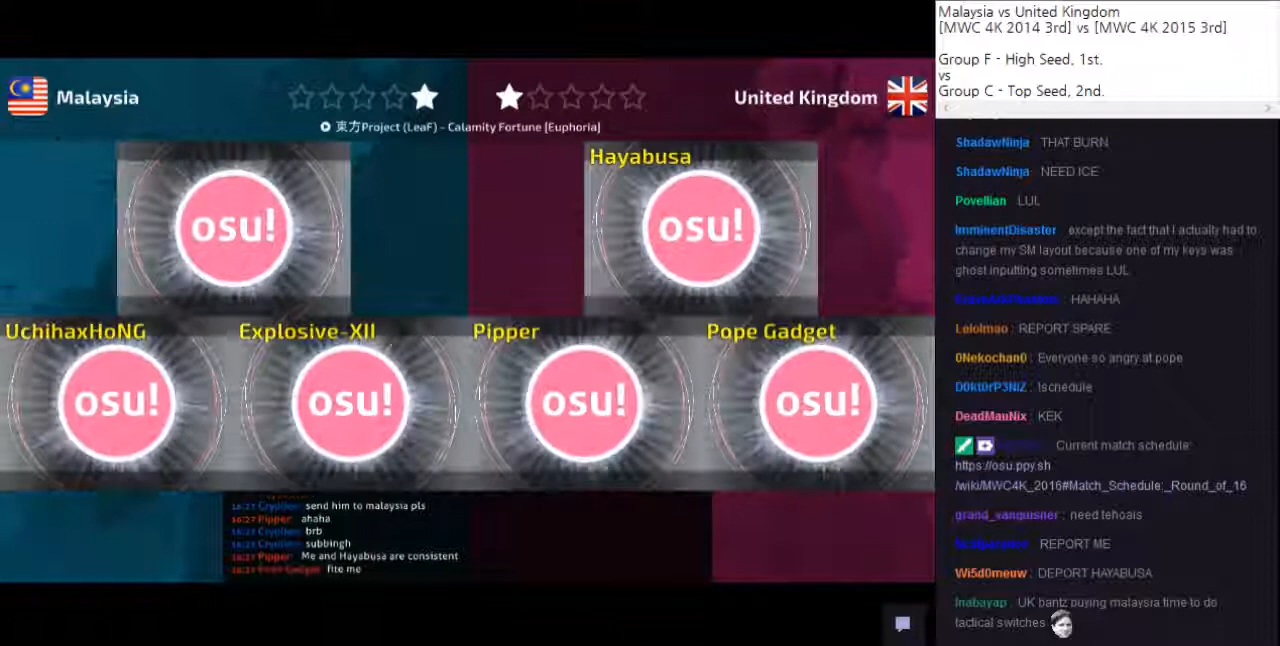 Malaysia
United Kingdom
東方Project (LeaF) - Calamity Fortune [Euphoria]
osu!
Hayabusa
osu!
UchihaxHoNG
osu!
Explosive-XII
osu!
Pipper
osu!
Pope Gadget
osu!
send him to malaysia pls
16:27 Pipper: ahaha
brb
subbingh
16:27 Pipper: Me and Hayabusa are consistent
fite me
Malaysia vs United Kingdom
[MWC 4K 2014 3rd] vs [MWC 4K 2015 3rd]
Group F - High Seed, 1st.
vs
Group C - Top Seed, 2nd.
ShadawNinja THAT BURN
ShadawNinja NEED ICE
Povellian LUL
ImminentDisaster except the fact that I actually had to
change my SM layout because one of my keys was
ghost inputting sometimes LUL
HAHAHA
Lelolmao : REPORT SPARE
0Nekochan0 : Everyone so angry at pope
D0kt0rP3NIZ : !schedule
DeadMauNix : KEK
Current match schedule:
https://osu.ppy.sh
/wiki/MWC4K_2016#Match_Schedule:_Round_of_16
grand_vanquisher : need tehoais
REPORT ME
Wi5d0meuw : DEPORT HAYABUSA
Inabayap : UK bantz buying malaysia time to do
tactical switches